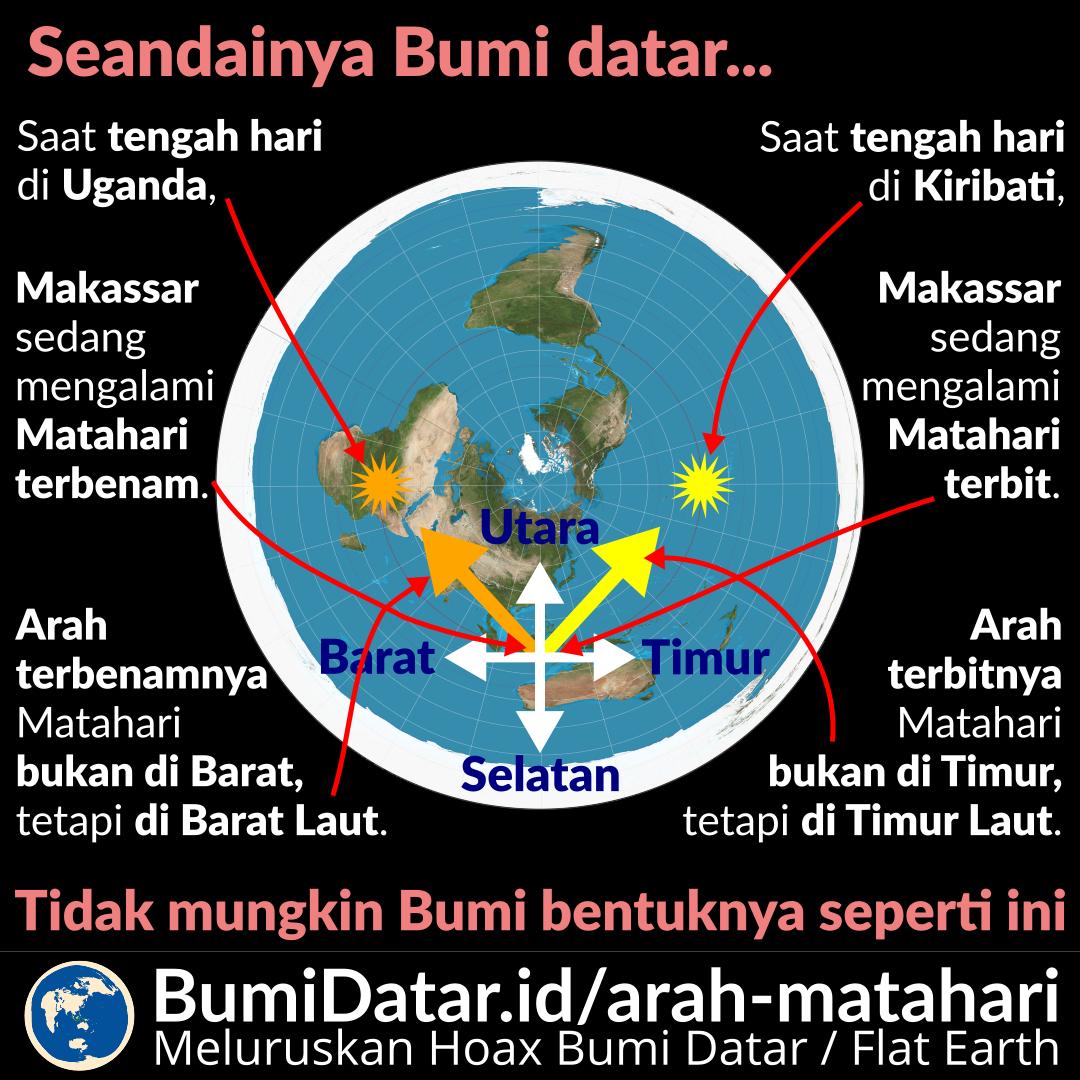 Seandainya Bumi datar...
Saat tengah hari
di Uganda,
Makassar
sedang
mengalami
Matahari
terbenam.
Arah
terbenamnya
Matahari
bukan di Barat,
tetapi di Barat Laut.
Saat tengah hari
di Kiribati,
Makassar
sedang
mengalami
Matahari
terbit.
Arah
terbitnya
Matahari
bukan di Timur,
tetapi di Timur Laut.
Utara
Barat
Timur
Selatan
Tidak mungkin Bumi bentuknya seperti ini
BumiDatar.id/arah-matahari
Meluruskan Hoax Bumi Datar / Flat Earth